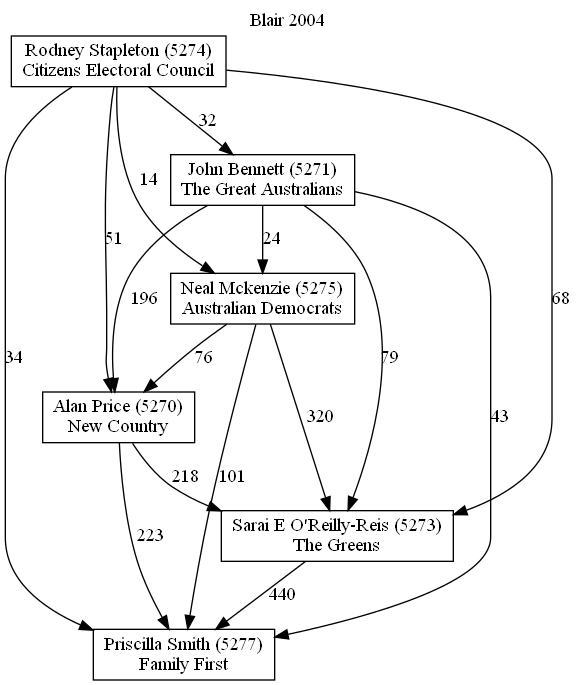 Blair 2004
Rodney Stapleton (5274)
Citizens Electoral Council
32
John Bennett (5271)
The Great Australians
14
51
24
Neal Mckenzie (5275)
Australian Democrats
196
68
34
76
79
Alan Price (5270)
New Country
320
43
218
101
Sarai E O'Reilly-Reis (5273)
The Greens
223
440
Priscilla Smith (5277)
Family First